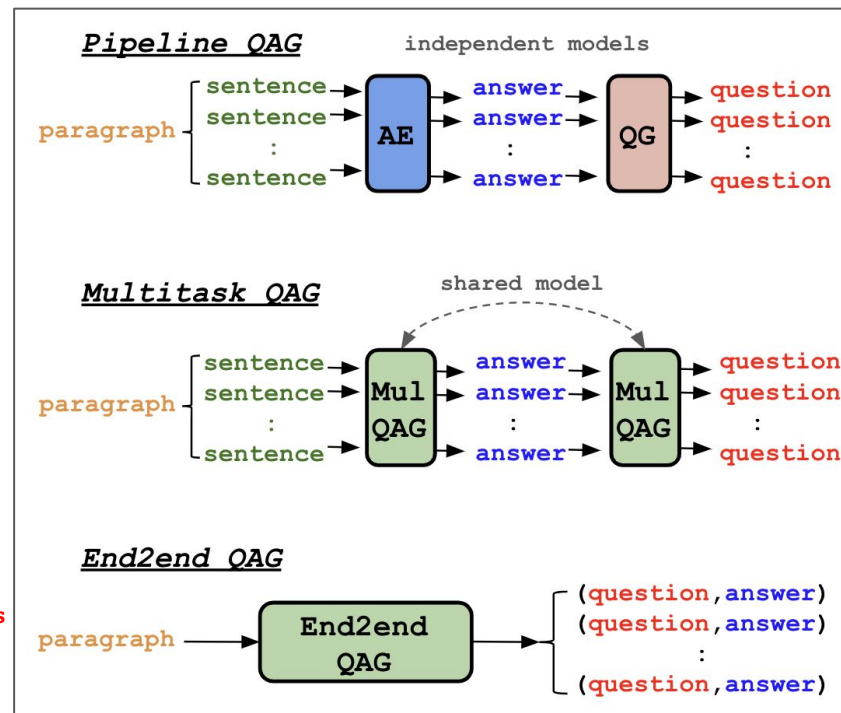 Pipeline QAG
independent models
sentence answer question
sentence answer question
paragraph AE QG
: : :
sentence answer question
Multitask QAG
shared model
sentence answer question
sentence Mul answer Mul question
paragraph QAG QAG
: : :
sentence answer question
End2end QAG
(question,answer)
(question,answer)
s
paragraph End2end
QAG
:
(question,answer)